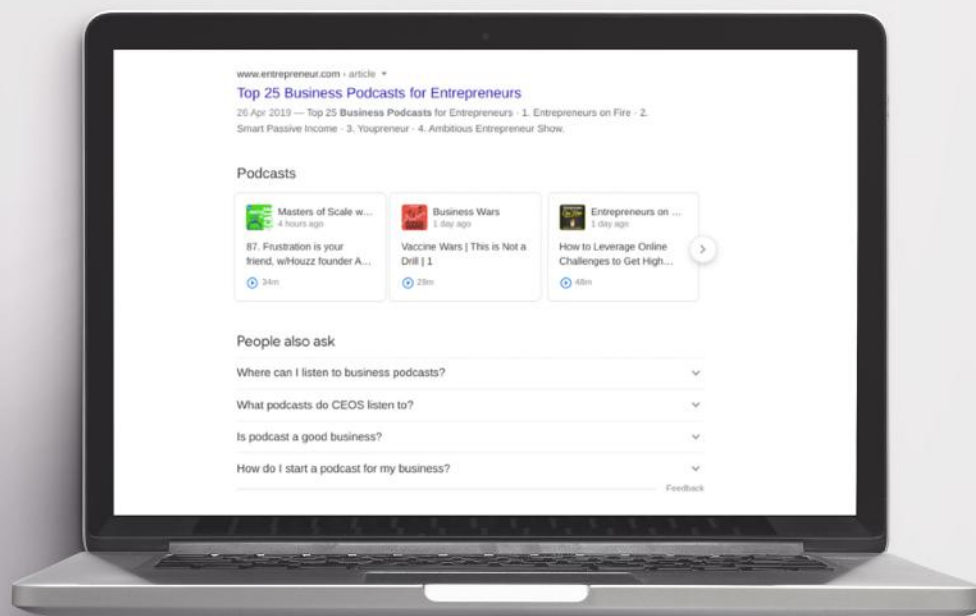 www.entrepreneur.com › article
Top 25 Business Podcasts for Entrepreneurs
26 Apr 2019 — Top 25 Business Podcasts for Entrepreneurs · 1. Entrepreneurs on Fire · 2.
Smart Passive Income · 3. Youpreneur · 4. Ambitious Entrepreneur Show.
Podcasts
Masters of Scale w...
4 hours ago
87. Frustration is your
friend, w/Houzz founder A...
34m
Business Wars
1 day ago
Vaccine Wars | This is Not a
Drill | 1
29m
Entrepreneurs on ...
1 day ago
How to Leverage Online
Challenges to Get High...
48m
People also ask
Where can I listen to business podcasts?
What podcasts do CEOS listen to?
Is podcast a good business?
How do I start a podcast for my business?
Feedback